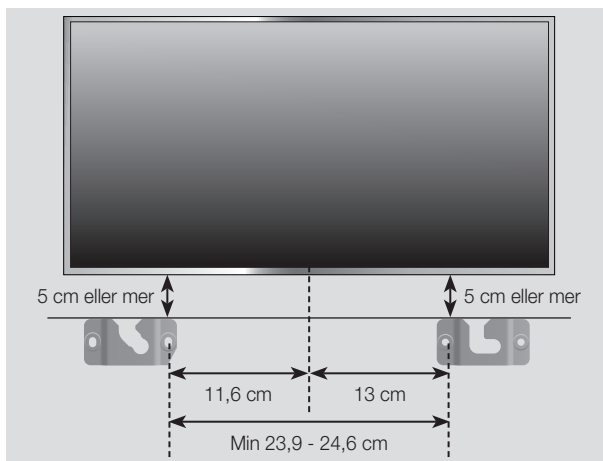 5 cm eller mer
5 cm eller mer
11,6 cm
13 cm
Min 23,9 - 24,6 cm